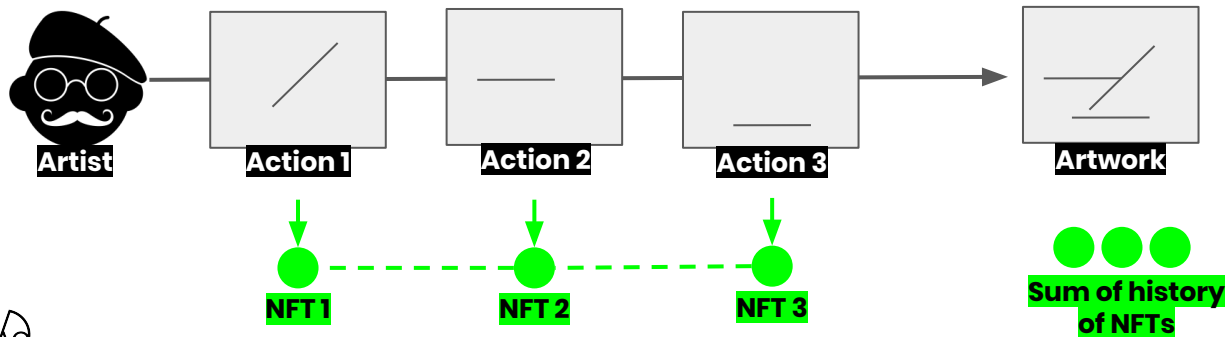 Artist
Action 1
Action 2
Action 3
Artwork
NFT 1
NFT 2
NFT 3
Sum of history
of NFTs